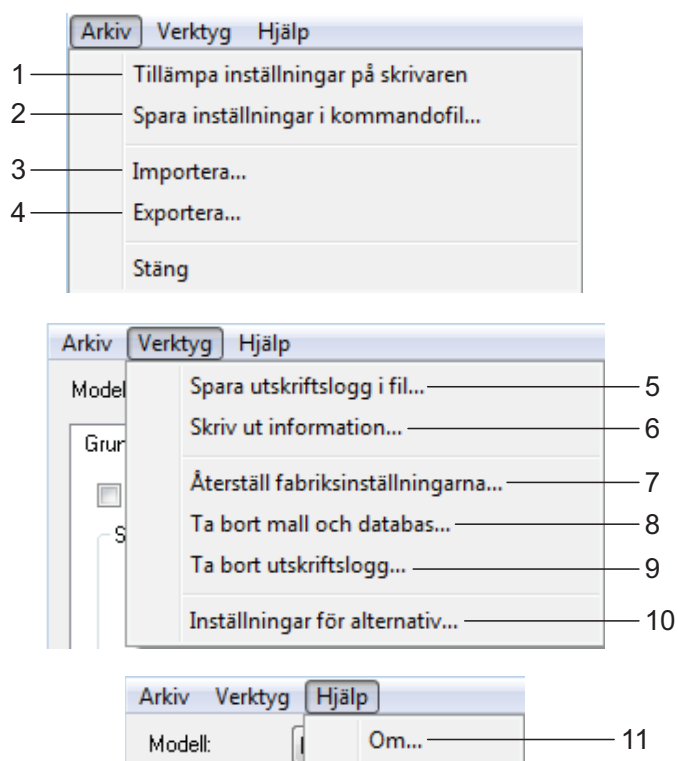 Arkiv Verktyg Hjälp
1 Tillämpa inställningar på skrivaren
2 Spara inställningar i kommandofil...
3 Importera...
4 Exportera...
Stäng
Arkiv Verktyg Hjälp
Model
Spara utskriftslogg i fil... 5
Skriv ut information... 6
Grun
Återställ fabriksinställningarna... 7
S
Ta bort mall och databas... 8
Ta bort utskriftslogg... 9
Inställningar för alternativ... 10
Arkiv Verktyg Hjälp
Modell:
Om... 11